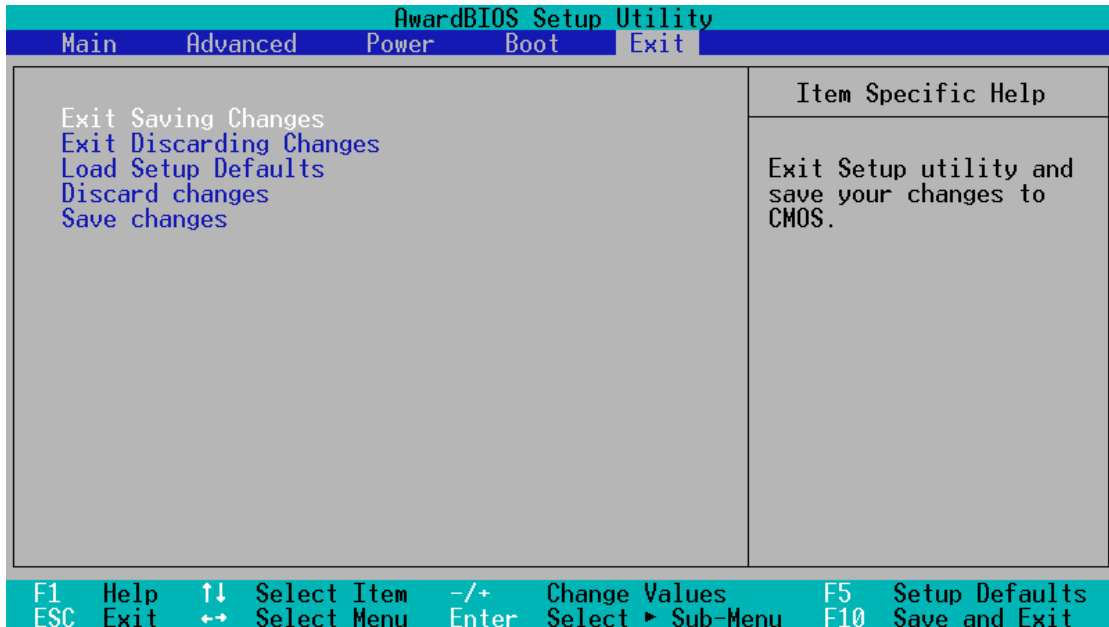 AwardBIOS Setup Utility
Main Advanced Power Boot Exit
Exit Saving Changes
Exit Discarding Changes
Load Setup Defaults
Discard changes
Save changes
Item Specific Help
Exit Setup utility and
save your changes to
CMOS.
F1 Help ↑↓ Select Item -/+ Change Values F5 Setup Defaults
ESC Exit ←→ Select Menu Enter Select ► Sub-Menu F10 Save and Exit